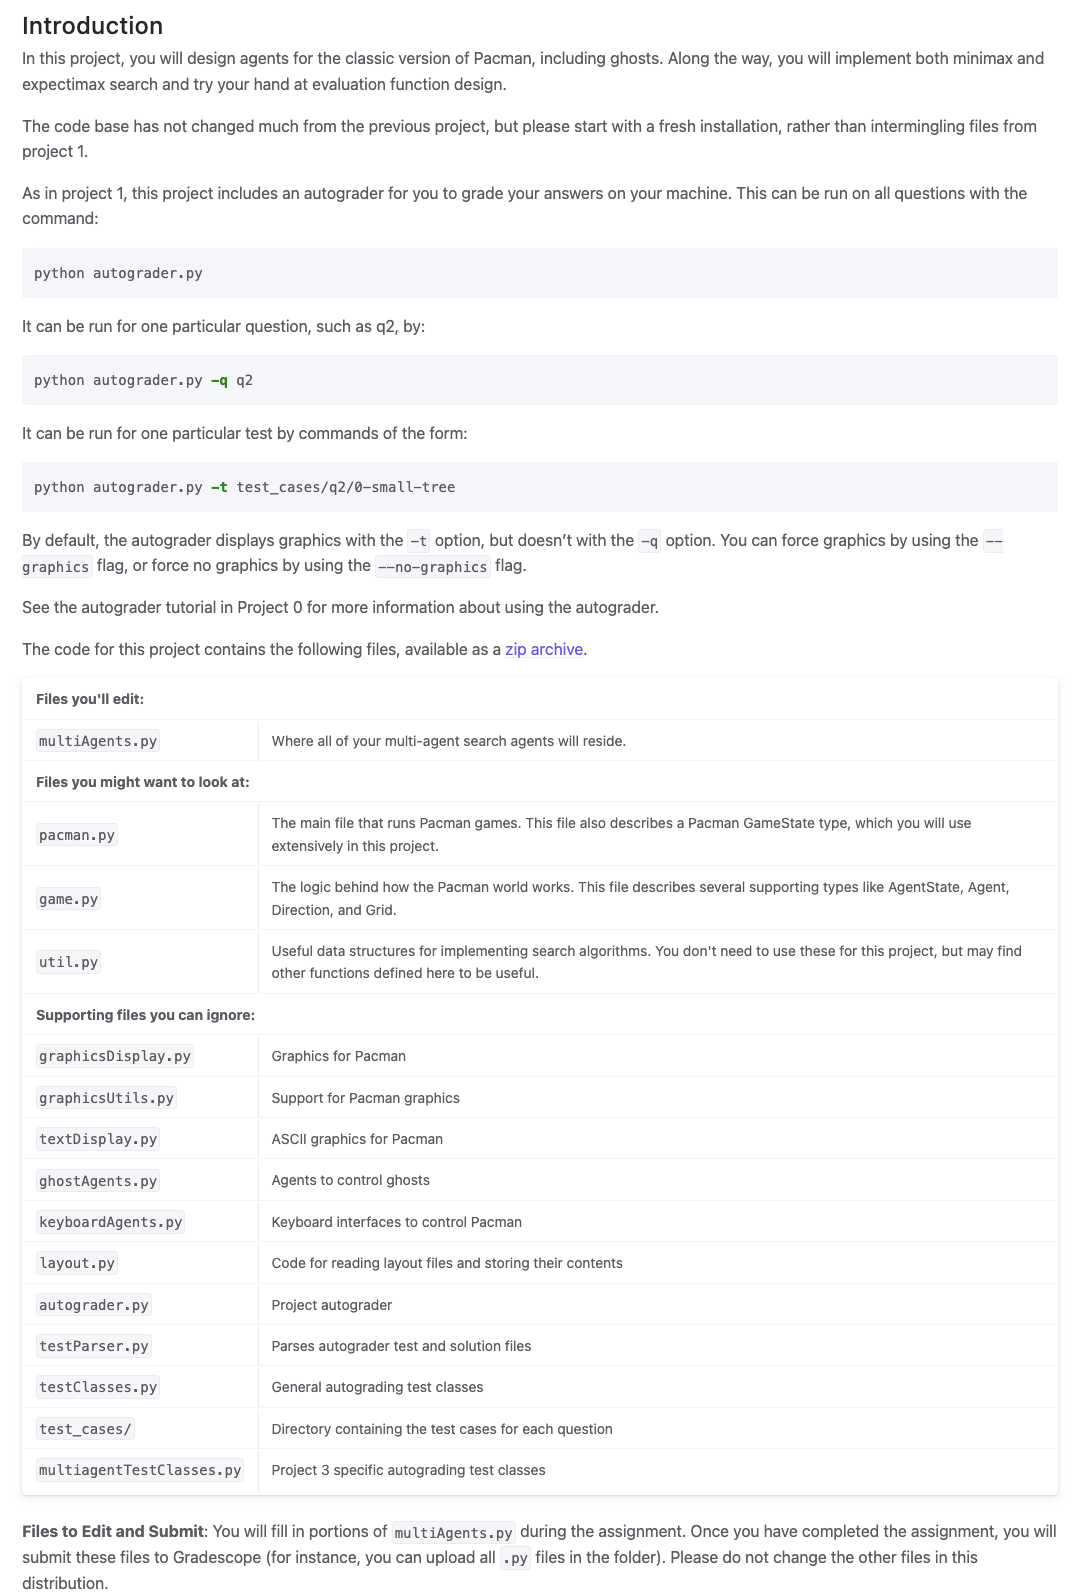 Introduction
In this project, you will design agents for the classic version of Pacman, including ghosts. Along the way, you will implement both minimax and
expectimax search and try your hand at evaluation function design.
The code base has not changed much from the previous project, but please start with a fresh installation, rather than intermingling files from
project 1.
As in project 1, this project includes an autograder for you to grade your answers on your machine. This can be run on all questions with the
command:
python autograder.py
It can be run for one particular question, such as q2, by:
python autograder.py -q q2
It can be run for one particular test by commands of the form:
python autograder.py -t test_cases/q2/0-small-tree
By default, the autograder displays graphics with the -t option, but doesn’t with the -q option. You can force graphics by using the --
graphics flag, or force no graphics by using the --no-graphics flag.
See the autograder tutorial in Project 0 for more information about using the autograder.
The code for this project contains the following files, available as a zip archive.
Files you'll edit:
multiAgents.py Where all of your multi-agent search agents will reside.
Files you might want to look at:
pacman.py The main file that runs Pacman games. This file also describes a Pacman GameState type, which you will use
extensively in this project.
game.py The logic behind how the Pacman world works. This file describes several supporting types like AgentState, Agent,
Direction, and Grid.
util.py Useful data structures for implementing search algorithms. You don't need to use these for this project, but may find
other functions defined here to be useful.
Supporting files you can ignore:
graphicsDisplay.py Graphics for Pacman
graphicsUtils.py Support for Pacman graphics
textDisplay.py ASCII graphics for Pacman
ghostAgents.py Agents to control ghosts
keyboardAgents.py Keyboard interfaces to control Pacman
layout.py Code for reading layout files and storing their contents
autograder.py Project autograder
testParser.py Parses autograder test and solution files
testClasses.py General autograding test classes
test_cases/ Directory containing the test cases for each question
multiagentTestClasses.py Project 3 specific autograding test classes
Files to Edit and Submit: You will fill in portions of multiAgents.py during the assignment. Once you have completed the assignment, you will
submit these files to Gradescope (for instance, you can upload all .py files in the folder). Please do not change the other files in this
distribution.